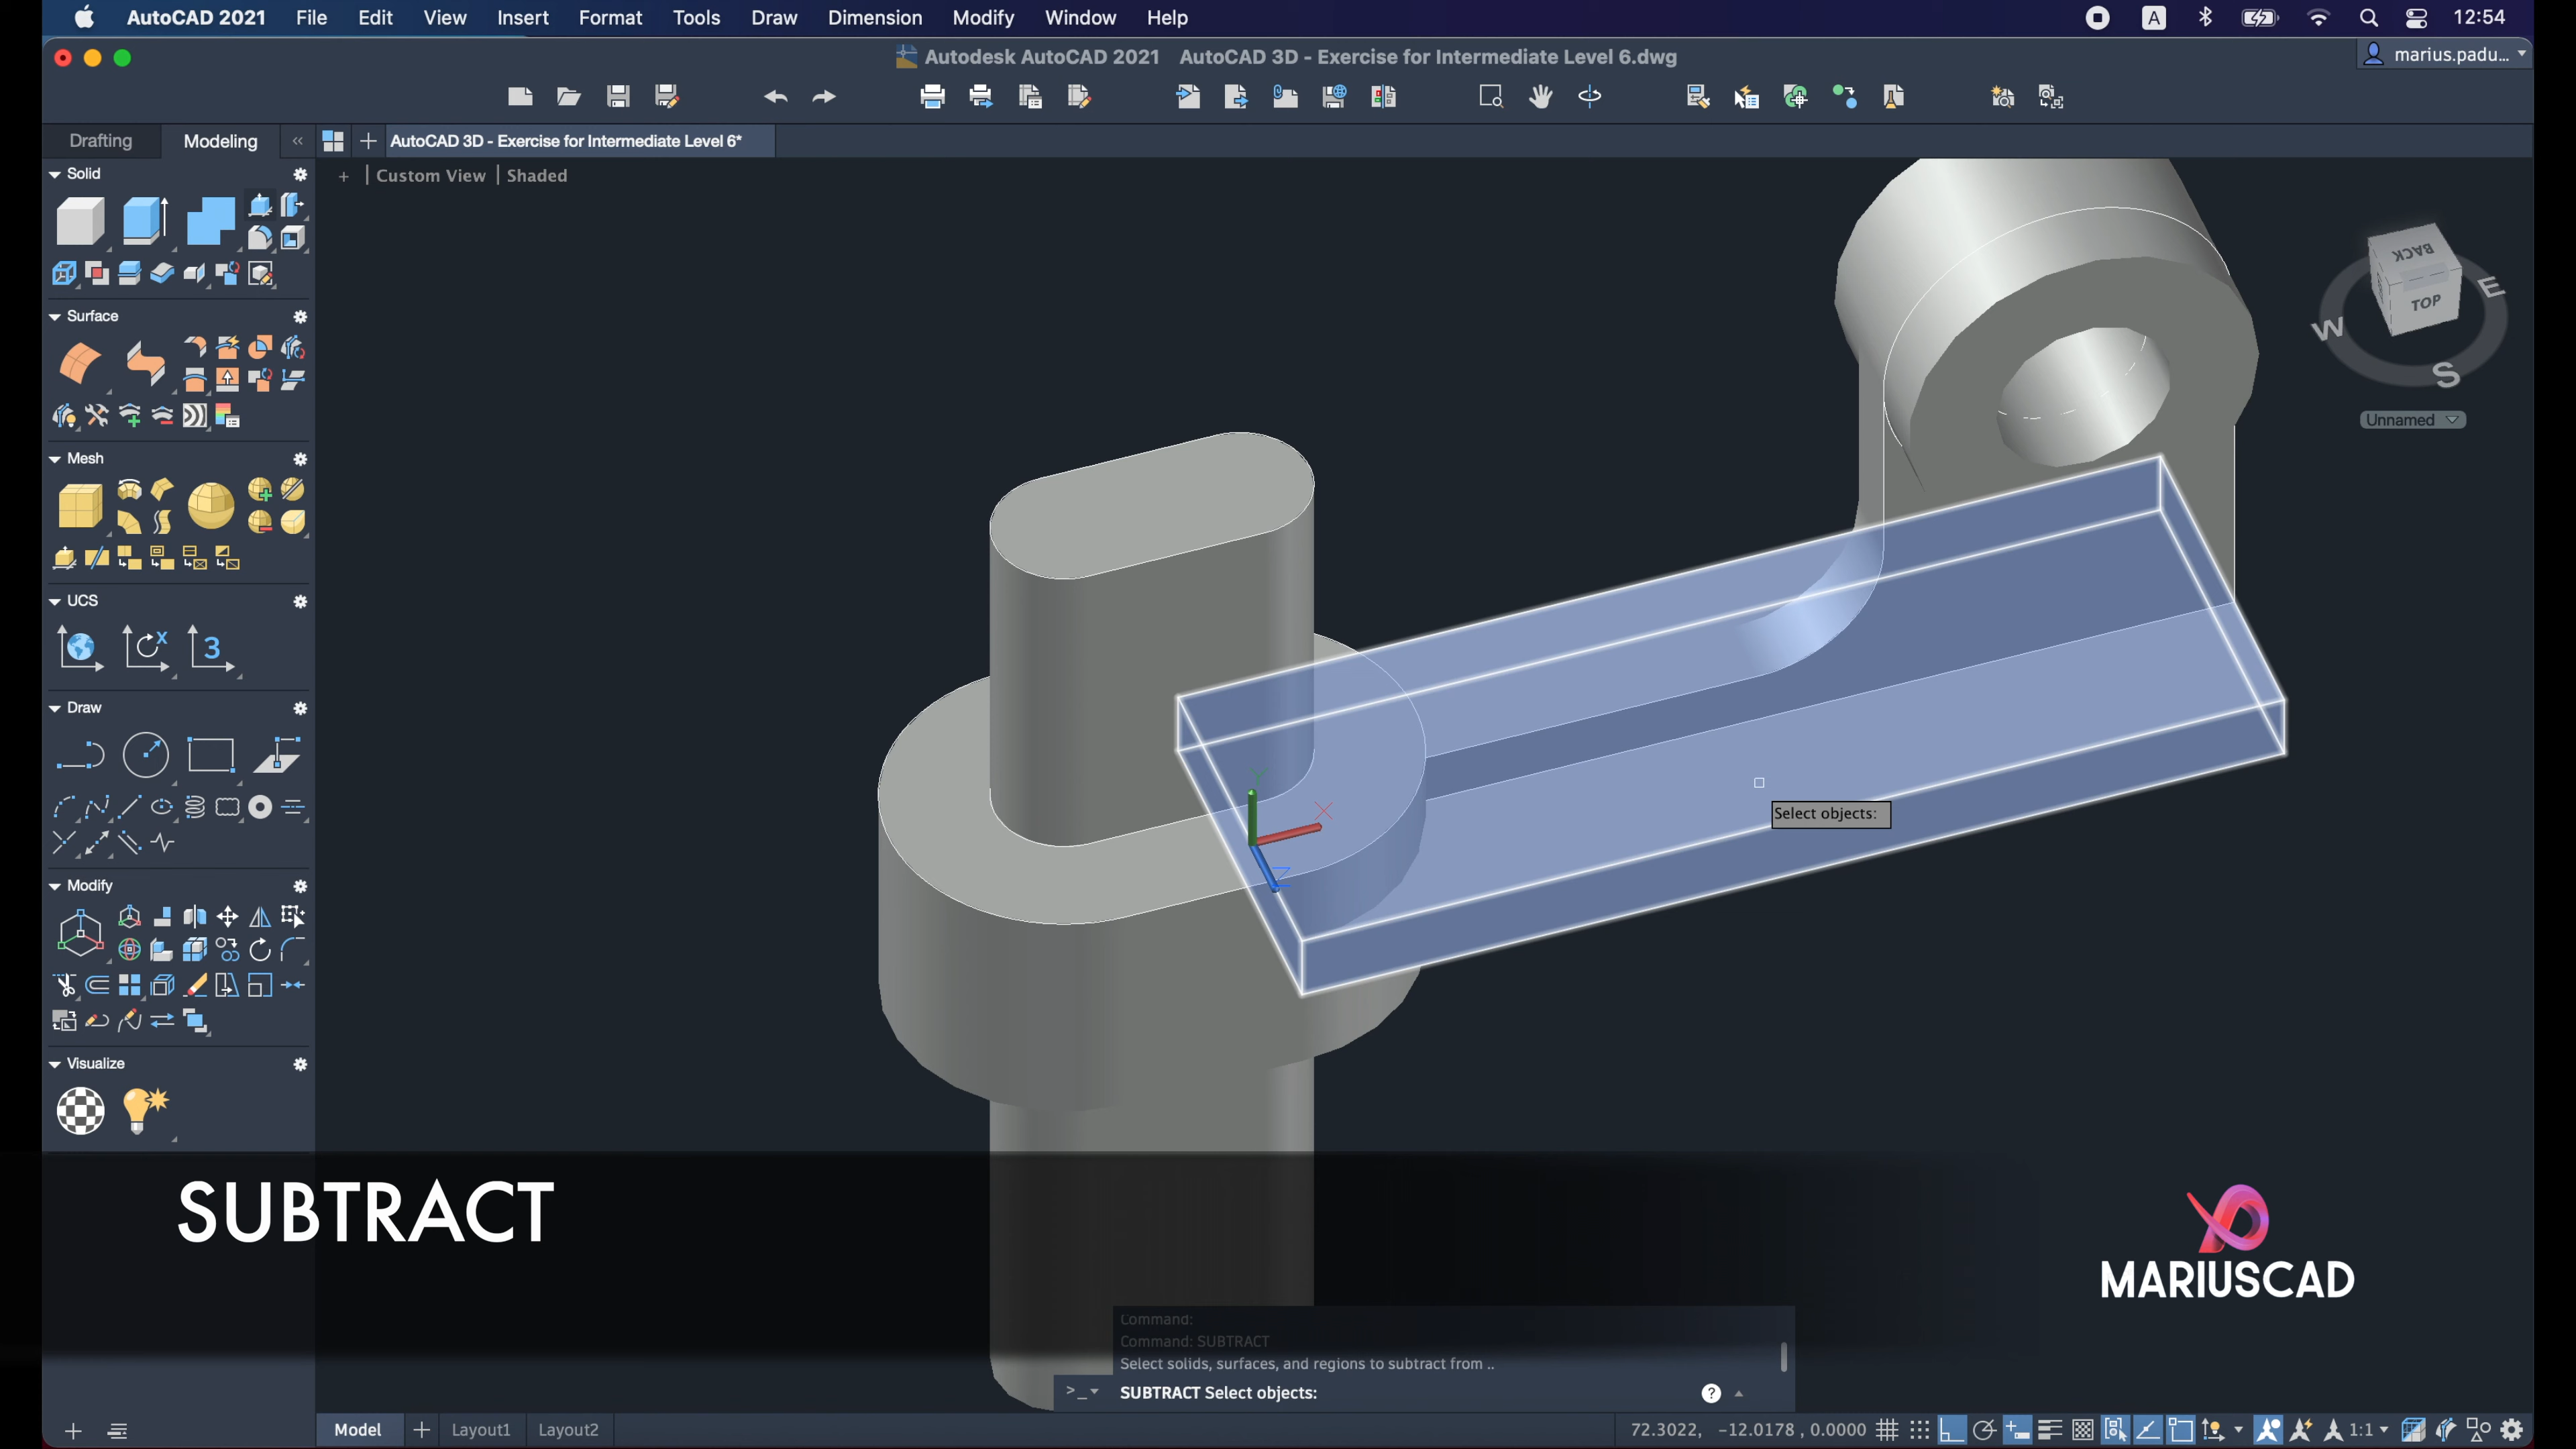 AutoCAD 2021 File Edit View Insert Format Tools Draw Dimension Modify Window Help A 12:54
Autodesk AutoCAD 2021 AutoCAD 3D - Exercise for Intermediate Level 6.dwg
marius.padu...
Drafting Modeling « + AutoCAD 3D - Exercise for Intermediate Level 6*
Solid
+ | Custom View | Shaded
BACK
TOP
W
E
S
Unnamed
Surface
Mesh
UCS
X
3
Draw
Modify
Visualize
Y
X
Z
Select objects:
SUBTRACT
MARIUSCAD
Command:
Command: SUBTRACT
Select solids, surfaces, and regions to subtract from ..
>_ SUBTRACT Select objects: ?
Model + Layout1 Layout2 72.3022, -12.0178 , 0.0000 1:1